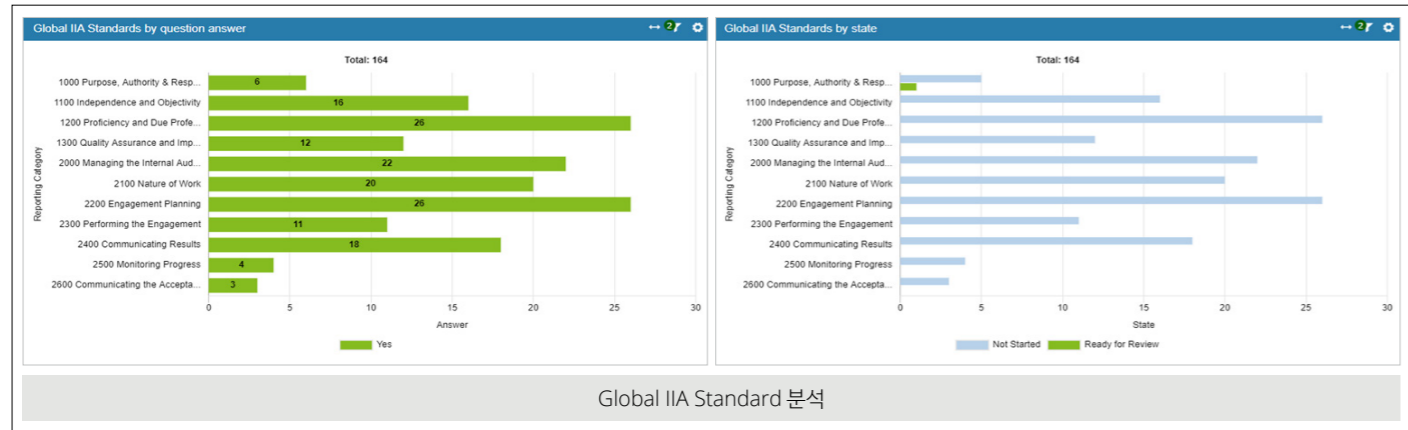 Global IIA Standards by question answer
2
Total: 164
Reporting Category
1000 Purpose, Authority & Resp...
6
1100 Independence and Objectivity
16
1200 Proficiency and Due Profe...
26
1300 Quality Assurance and Imp...
12
2000 Managing the Internal Aud...
22
2100 Nature of Work
20
2200 Engagement Planning
26
2300 Performing the Engagement
11
2400 Communicating Results
18
2500 Monitoring Progress
4
2600 Communicating the Accepta...
3
0 5 10 15 20 25 30
Answer
Yes
Global IIA Standards by state
2
Total: 164
Reporting Category
1000 Purpose, Authority & Resp...
1100 Independence and Objectivity
1200 Proficiency and Due Profe...
1300 Quality Assurance and Imp...
2000 Managing the Internal Aud...
2100 Nature of Work
2200 Engagement Planning
2300 Performing the Engagement
2400 Communicating Results
2500 Monitoring Progress
2600 Communicating the Accepta...
0 5 10 15 20 25 30
State
Not Started Ready for Review
Global IIA Standard 분석